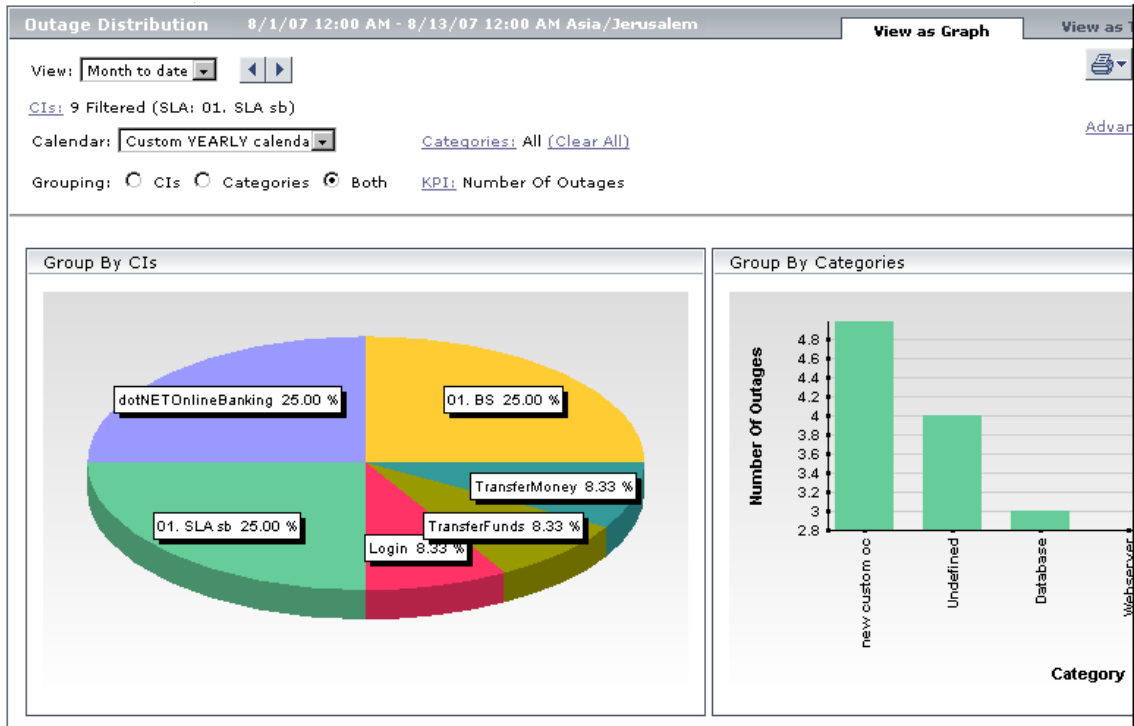 Outage Distribution 8/1/07 12:00 AM - 8/13/07 12:00 AM Asia/Jerusalem
View as Graph
View as
View: Month to date
CIs: 9 Filtered (SLA: 01. SLA sb)
Calendar: Custom YEARLY calenda
Categories: All (Clear All)
Advar
Grouping: CIs Categories Both
KPI: Number Of Outages
Group By CIs
dotNETOnlineBanking 25.00 %
01. BS 25.00 %
TransferMoney 8.33 %
01. SLA sb 25.00 %
TransferFunds 8.33 %
Login 8.33 %
Group By Categories
Number Of Outages
4.8
4.6
4.4
4.2
4
3.8
3.6
3.4
3.2
3
2.8
new custom oc
Undefined
Database
Webserver
Category